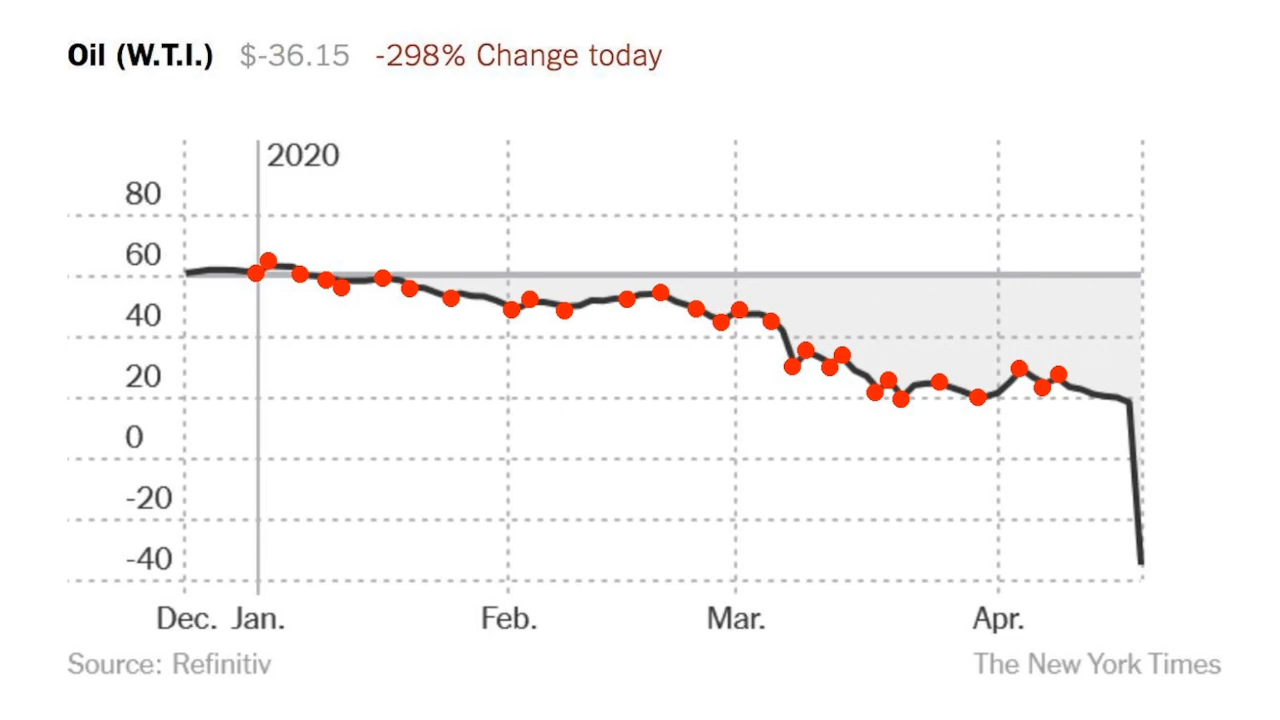 Oil (W.T.I.) $-36.15 -298% Change today
2020
80
60
40
20
0
-20
-40
Dec. Jan. Feb. Mar. Apr.
Source: Refinitiv The New York Times